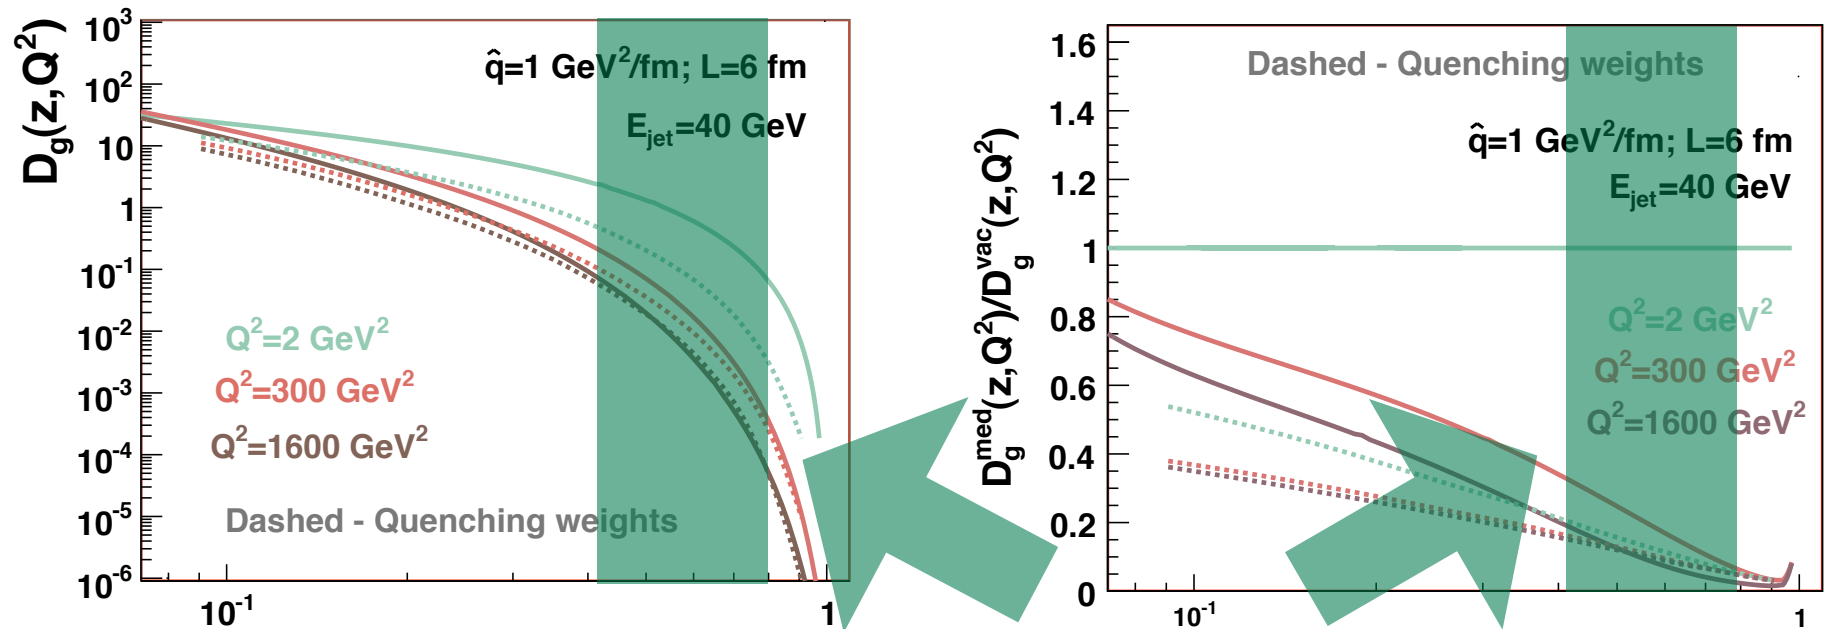 D_g(z,Q²)
10³
10²
10
1
10⁻¹
10⁻²
10⁻³
10⁻⁴
10⁻⁵
10⁻⁶
q̂=1 GeV²/fm; L=6 fm
E_jet=40 GeV
Q²=2 GeV²
Q²=300 GeV²
Q²=1600 GeV²
Dashed - Quenching weights
10⁻¹ 1
D_g^med(z,Q²)/D_g^vac(z,Q²)
1.6
1.4
1.2
1
0.8
0.6
0.4
0.2
0
Dashed - Quenching weights
q̂=1 GeV²/fm; L=6 fm
E_jet=40 GeV
Q²=2 GeV²
Q²=300 GeV²
Q²=1600 GeV²
10⁻¹ 1